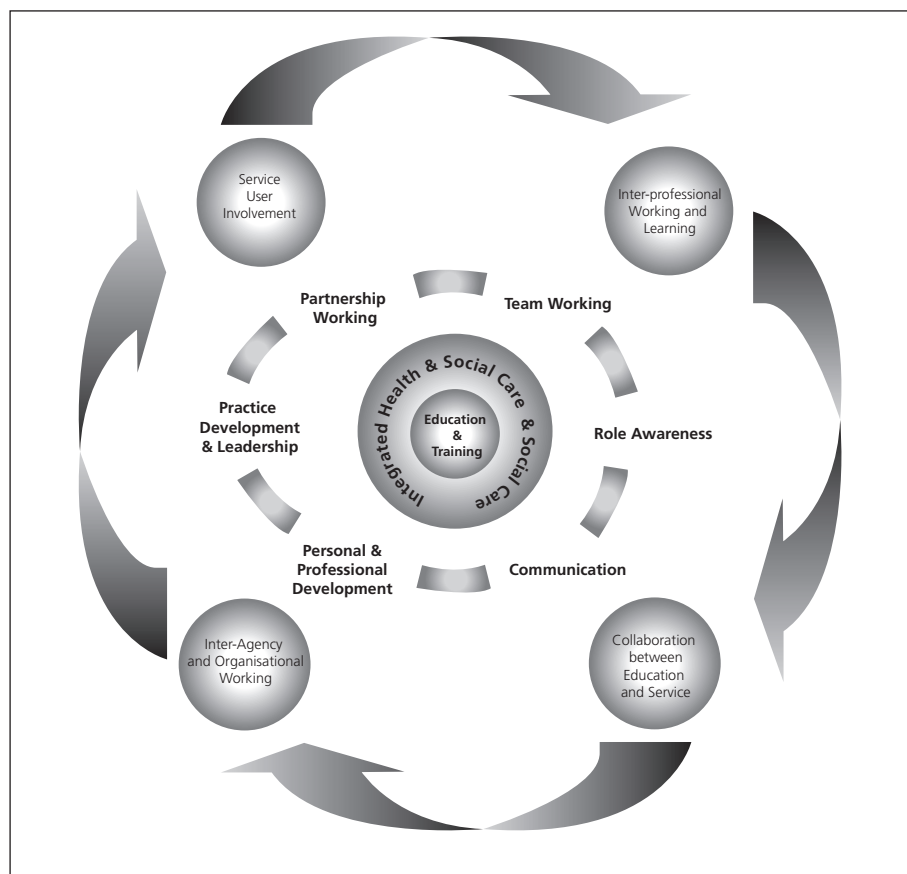 Service
User
Involvement
Inter-professional
Working and
Learning
Partnership
Working
Team Working
Integrated Health & Social Care & Social Care
Education
&
Training
Practice
Development
& Leadership
Role Awareness
Personal &
Professional
Development
Communication
Inter-Agency
and Organisational
Working
Collaboration
between
Education
and Service